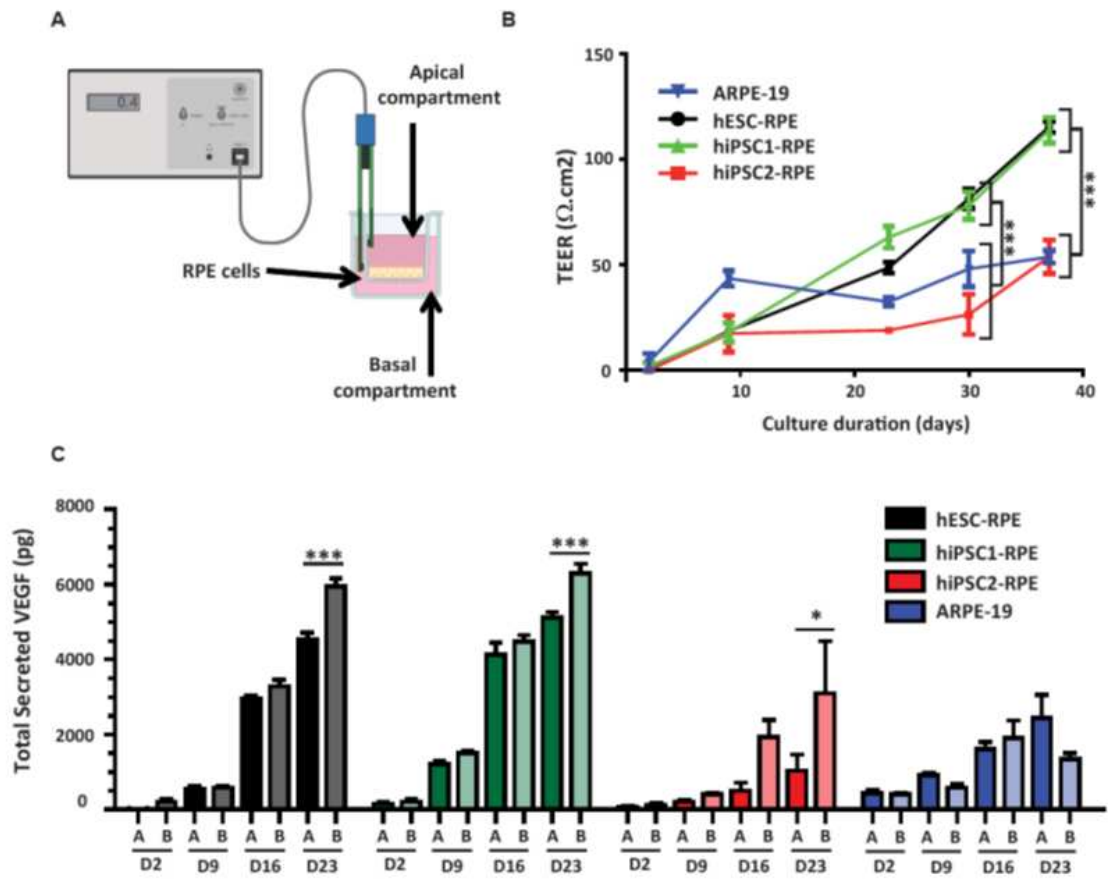 A
0.4
Apical
compartment
RPE cells
Basal
compartment
B
150
100
50
0
TEER (Ω.cm2)
ARPE-19
hESC-RPE
hiPSC1-RPE
hiPSC2-RPE
***
***
10
20
30
40
Culture duration (days)
C
8000
6000
4000
2000
0
Total Secreted VEGF (pg)
***
***
*
hESC-RPE
hiPSC1-RPE
hiPSC2-RPE
ARPE-19
A B A B A B A B A B A B A B A B A B A B A B A B A B A B A B A B
D2 D9 D16 D23 D2 D9 D16 D23 D2 D9 D16 D23 D2 D9 D16 D23